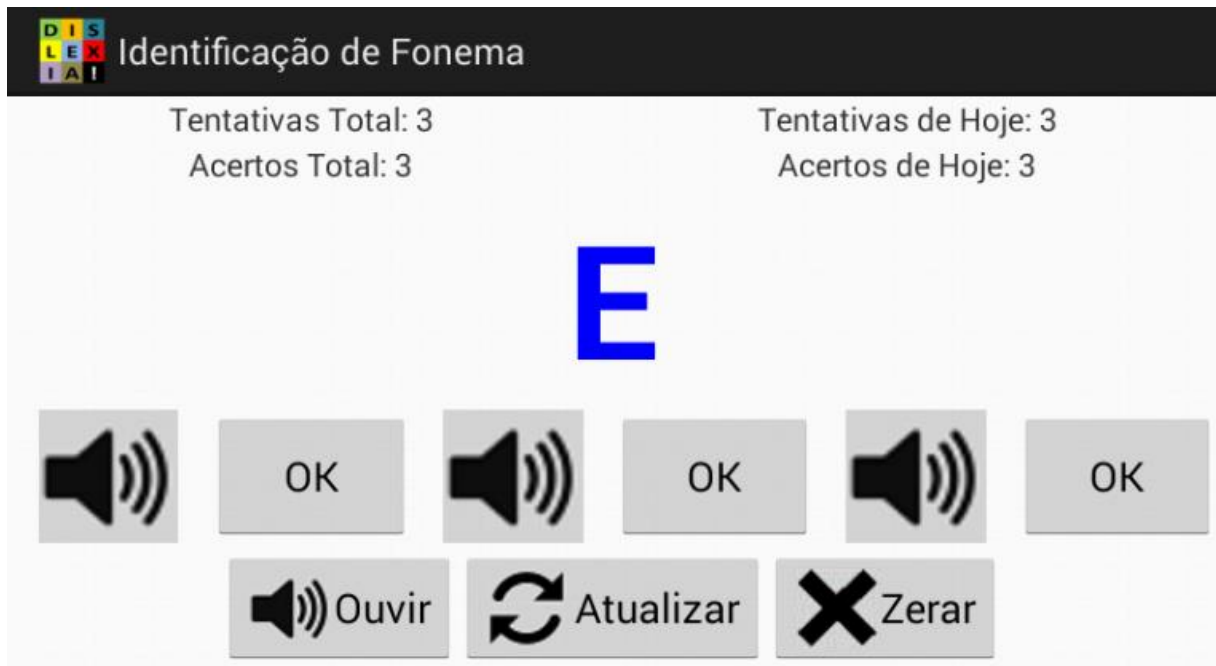 DIS
LEX
IA!
Identificação de Fonema
Tentativas Total: 3
Acertos Total: 3
Tentativas de Hoje: 3
Acertos de Hoje: 3
E
OK OK OK
Ouvir Atualizar Zerar